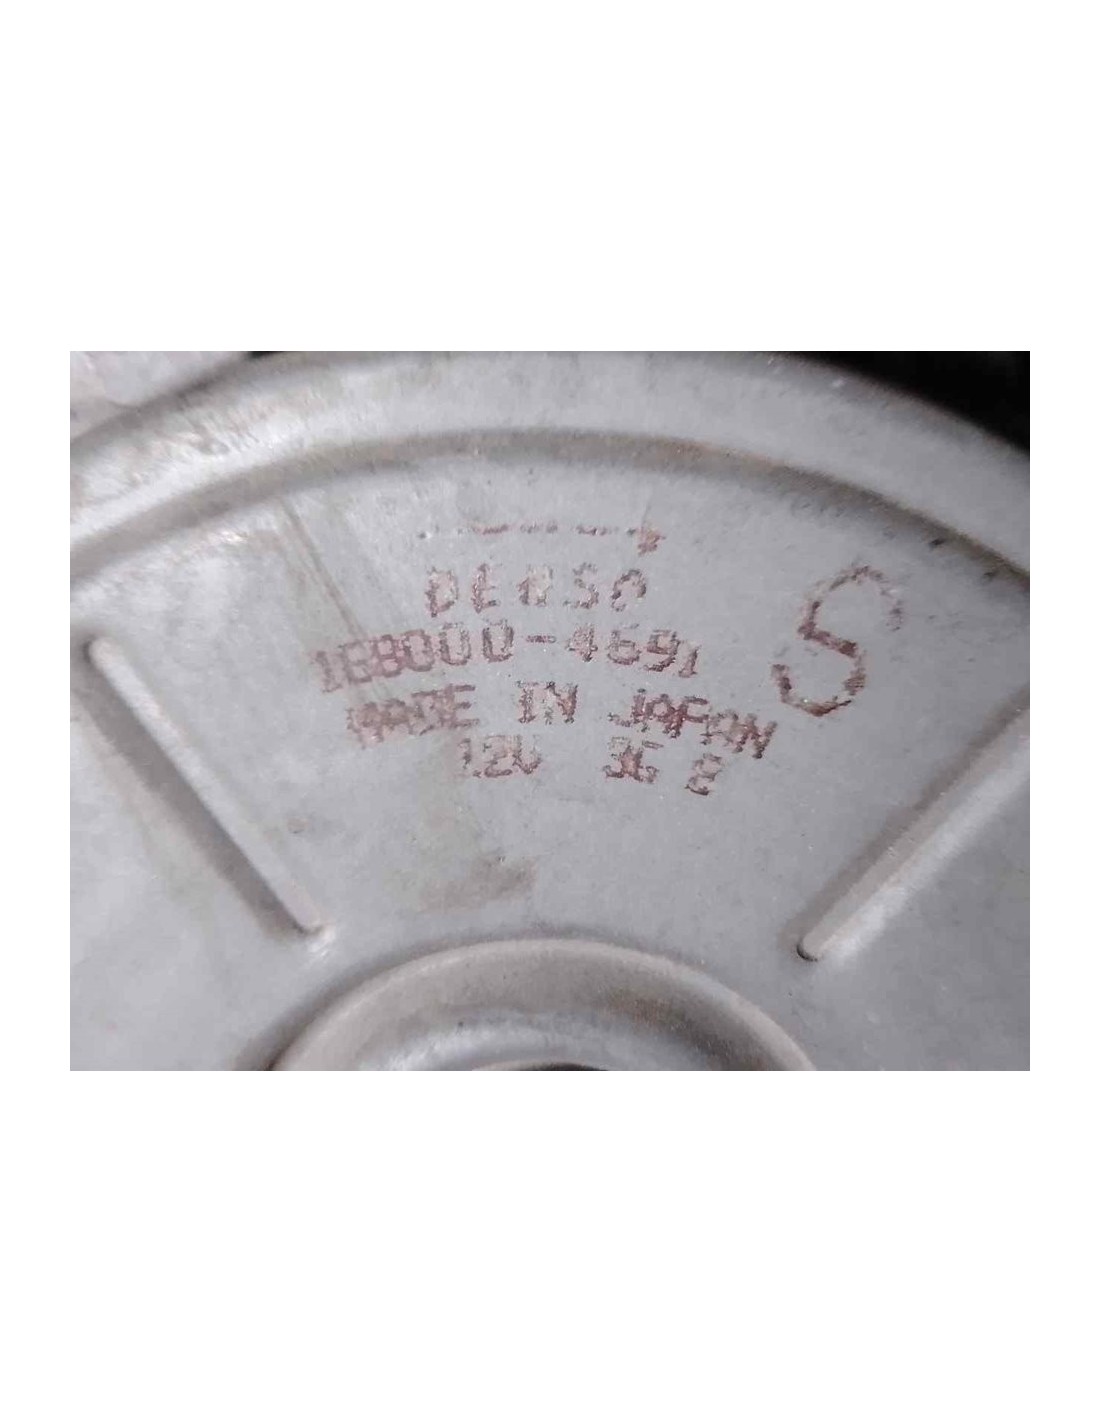 DENSO
168000-4691
MADE IN JAPAN
12V
S